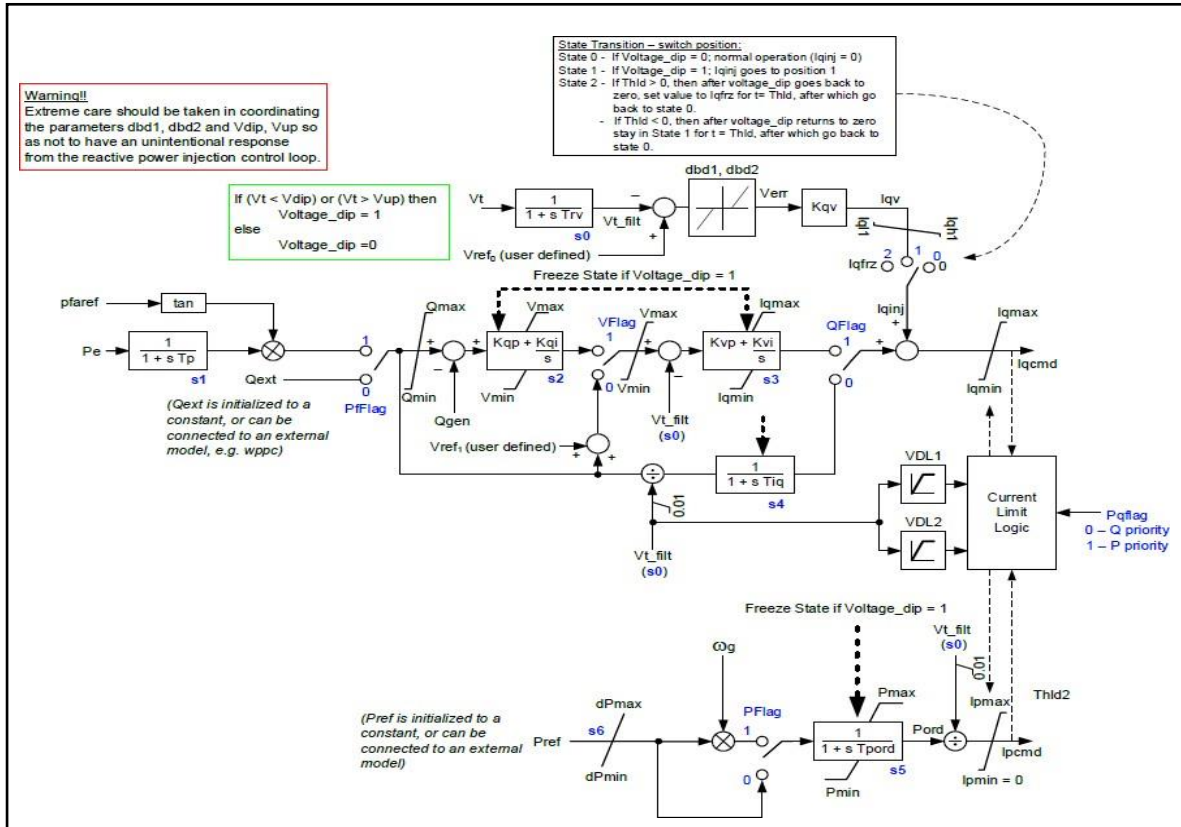 State Transition – switch position:
State 0 - If Voltage_dip = 0; normal operation (Iqinj = 0)
State 1 - If Voltage_dip = 1; Iqinj goes to position 1
State 2 - If Thld > 0, then after voltage_dip goes back to
zero, set value to Iqfrz for t= Thld, after which go
back to state 0.
- If Thld < 0, then after voltage_dip returns to zero
stay in State 1 for t = Thld, after which go back to
state 0.
Warning!!
Extreme care should be taken in coordinating
the parameters dbd1, dbd2 and Vdip, Vup so
as not to have an unintentional response
from the reactive power injection control loop.
If (Vt < Vdip) or (Vt > Vup) then
Voltage_dip = 1
else
Voltage_dip =0
dbd1, dbd2
Vt
1
1 + s Trv
s0
–
+
Vt_filt
Verr
Kqv
Iqv
Iql1
Iqh1
Vref0 (user defined)
Iqfrz
2
1
0
0
Freeze State if Voltage_dip = 1
pfaref
tan
Pe
1
1 + s Tp
s1
Qext
1
0
PfFlag
(Qext is initialized to a
constant, or can be
connected to an external
model, e.g. wppc)
Qmax
Qmin
+
–
Qgen
+
Vmax
Kqp + Kqi
s
s2
Vmin
VFlag
1
0
Vmax
Vmin
+
–
Vt_filt
(s0)
Iqmax
Kvp + Kvi
s
s3
Iqmin
QFlag
1
0
Iqinj
+
+
Iqmax
Iqmin
Iqcmd
Vref1 (user defined)
+
+
÷
0.01
1
1 + s Tiq
s4
Vt_filt
(s0)
VDL1
VDL2
Current
Limit
Logic
Pqflag
0 – Q priority
1 – P priority
Freeze State if Voltage_dip = 1
ωg
Vt_filt
(s0)
0.01
(Pref is initialized to a
constant, or can be
connected to an external
model)
Pref
s6
dPmax
dPmin
PFlag
1
0
Pmax
1
1 + s Tpord
s5
Pmin
Pord
÷
Ipmax
Ipmin = 0
Thld2
Ipcmd